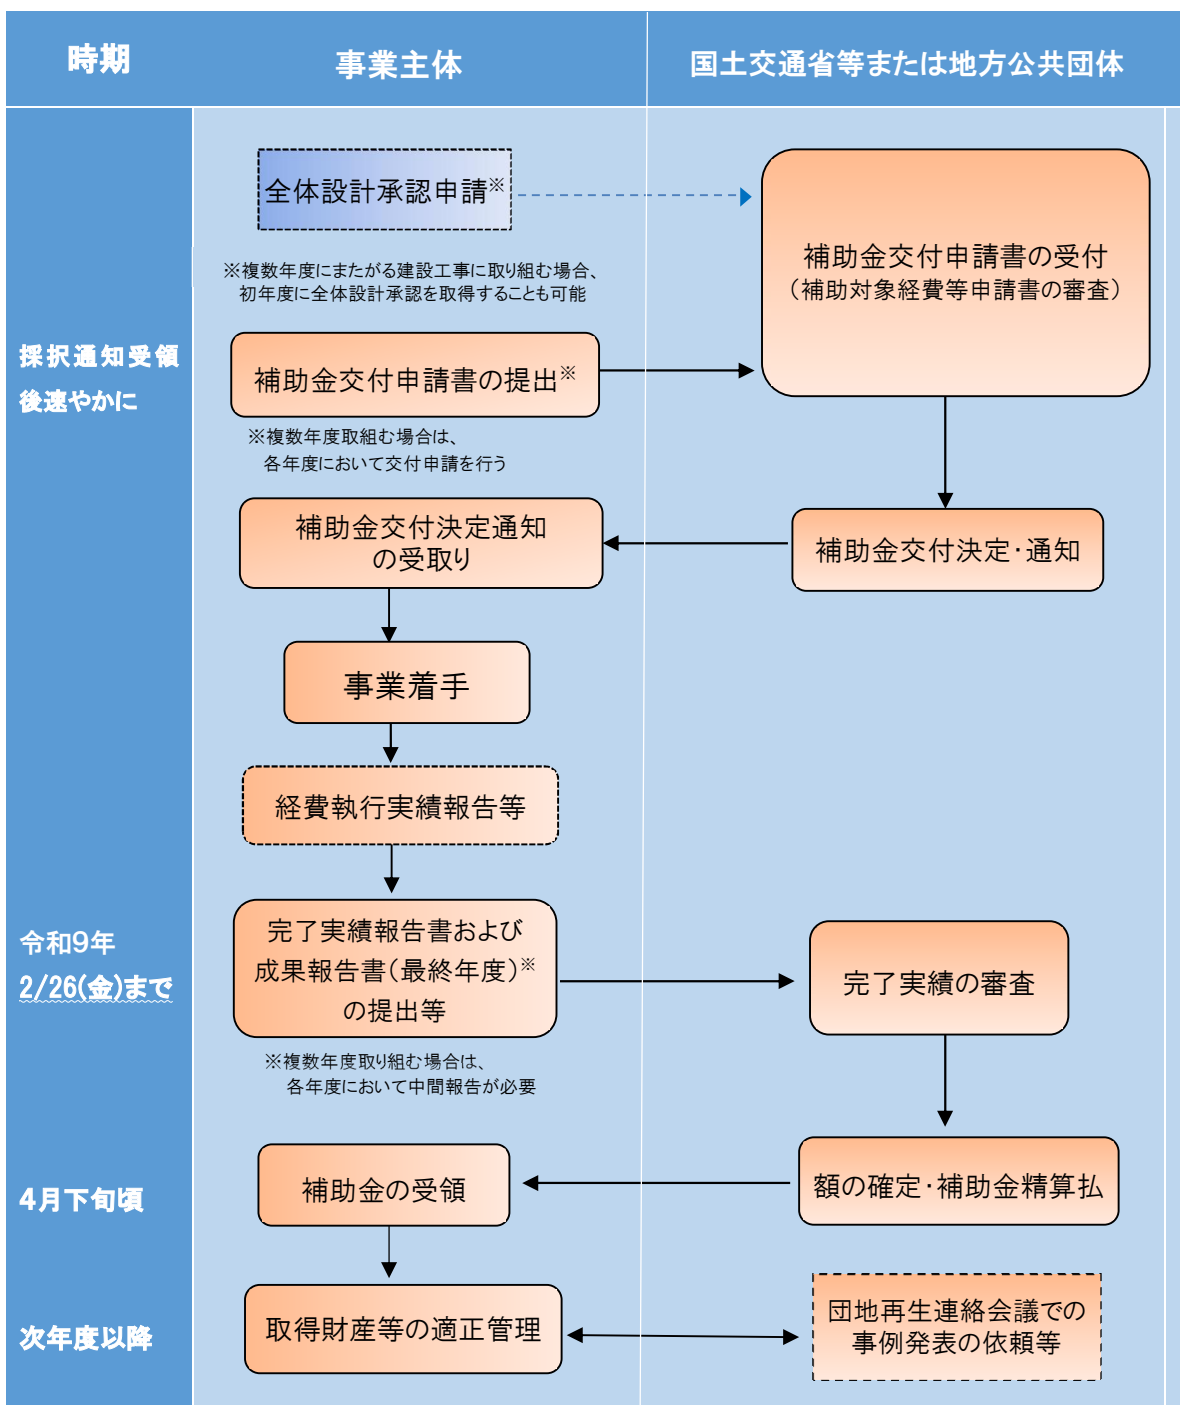 時期
事業主体
国土交通省等または地方公共団体
全体設計承認申請※
※複数年度にまたがる建設工事に取り組む場合、
初年度に全体設計承認を取得することも可能
補助金交付申請書の受付
(補助対象経費等申請書の審査)
採択通知受領
後速やかに
補助金交付申請書の提出※
※複数年度取組む場合は、
各年度において交付申請を行う
補助金交付決定通知
の受取り
補助金交付決定・通知
事業着手
経費執行実績報告等
令和9年
2/26(金)まで
完了実績報告書および
成果報告書(最終年度)※
の提出等
完了実績の審査
※複数年度取り組む場合は、
各年度において中間報告が必要
4月下旬頃
補助金の受領
額の確定・補助金精算払
次年度以降
取得財産等の適正管理
団地再生連絡会議での
事例発表の依頼等